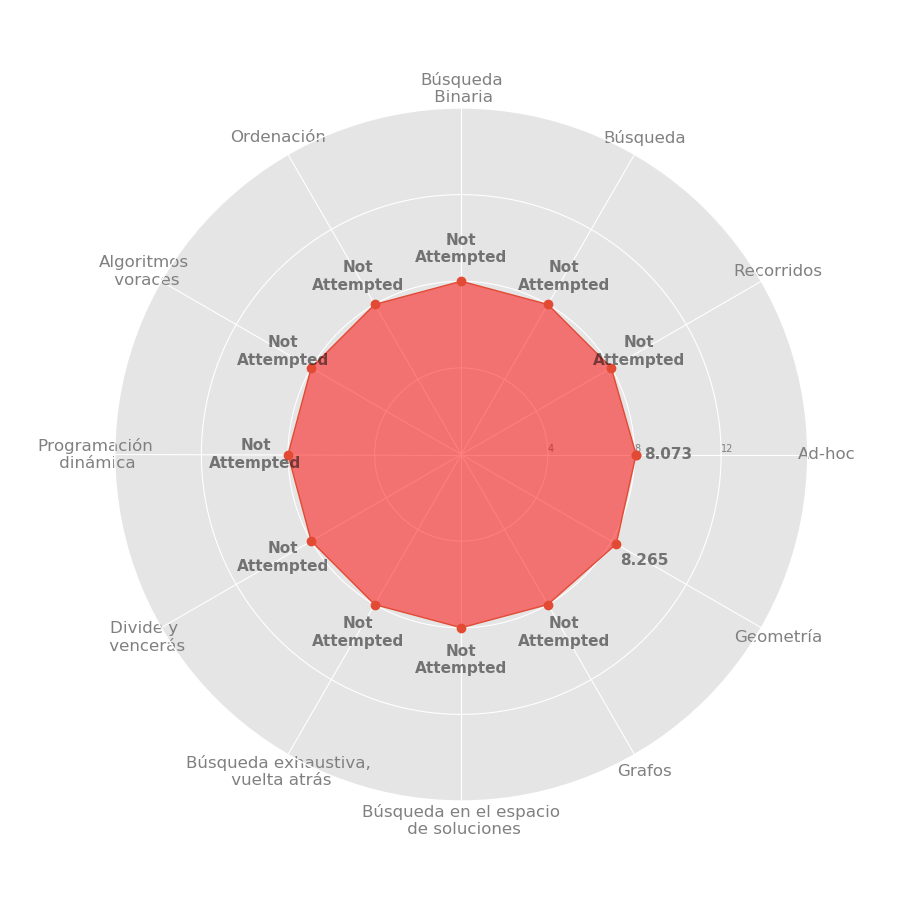 Búsqueda
Binaria
Ordenación
Búsqueda
Not
Attempted
Not
Attempted
Not
Attempted
Algoritmos
voraces
Recorridos
Not
Attempted
Not
Attempted
Programación
dinámica
Not
Attempted
4
8
12
8.073
Ad-hoc
Not
Attempted
8.265
Divide y
vencerás
Not
Attempted
Not
Attempted
Not
Attempted
Geometría
Búsqueda exhaustiva,
vuelta atrás
Grafos
Búsqueda en el espacio
de soluciones